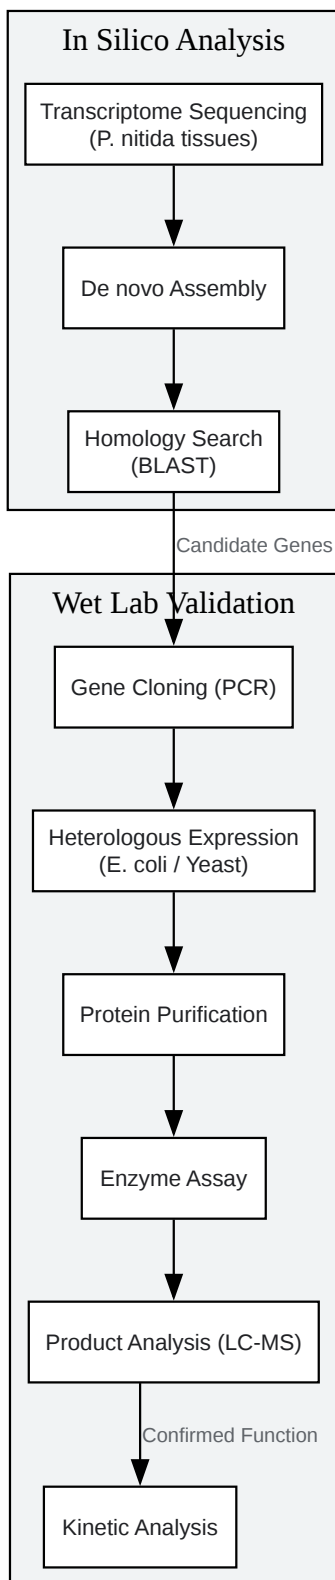 In Silico Analysis
Transcriptome Sequencing
(P. nitida tissues)
De novo Assembly
Homology Search
(BLAST)
Candidate Genes
Wet Lab Validation
Gene Cloning (PCR)
Heterologous Expression
(E. coli / Yeast)
Protein Purification
Enzyme Assay
Product Analysis (LC-MS)
Confirmed Function
Kinetic Analysis